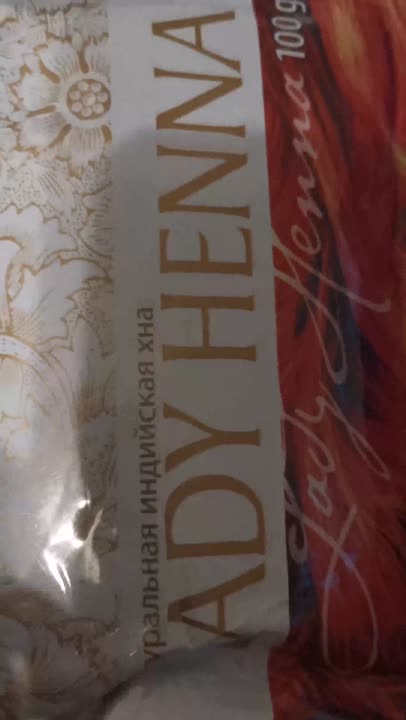 уральная индийская хна
ADY HENNA
Lady Henna 100g